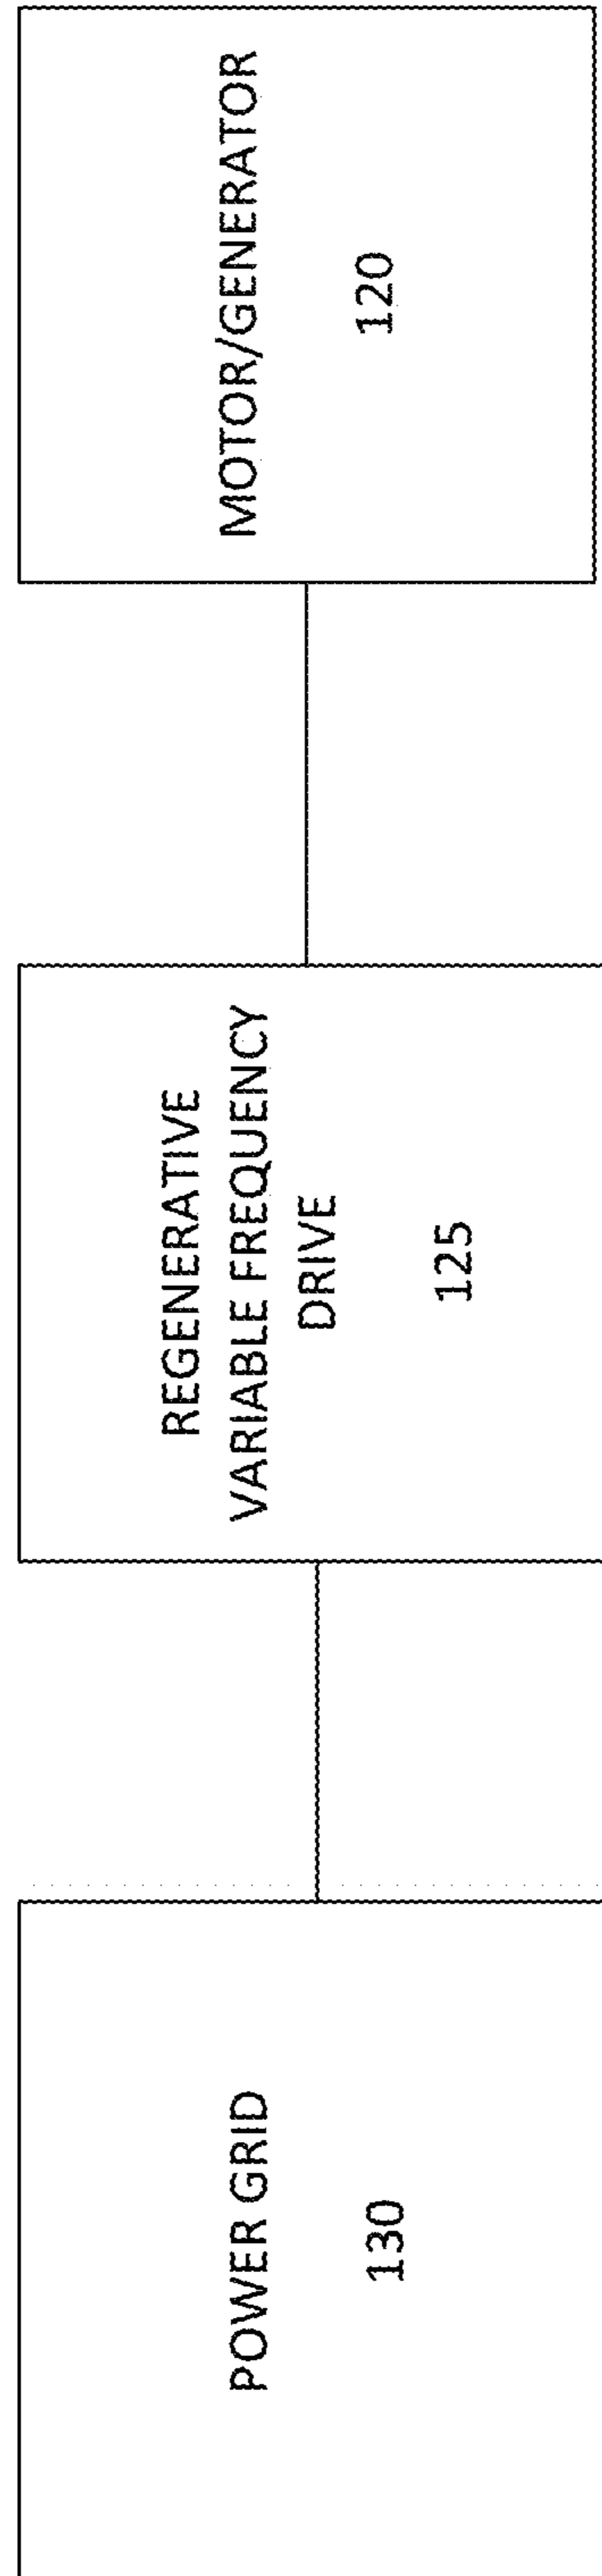 POWER GRID
130
REGENERATIVE
VARIABLE FREQUENCY
DRIVE
125
MOTOR/GENERATOR
120